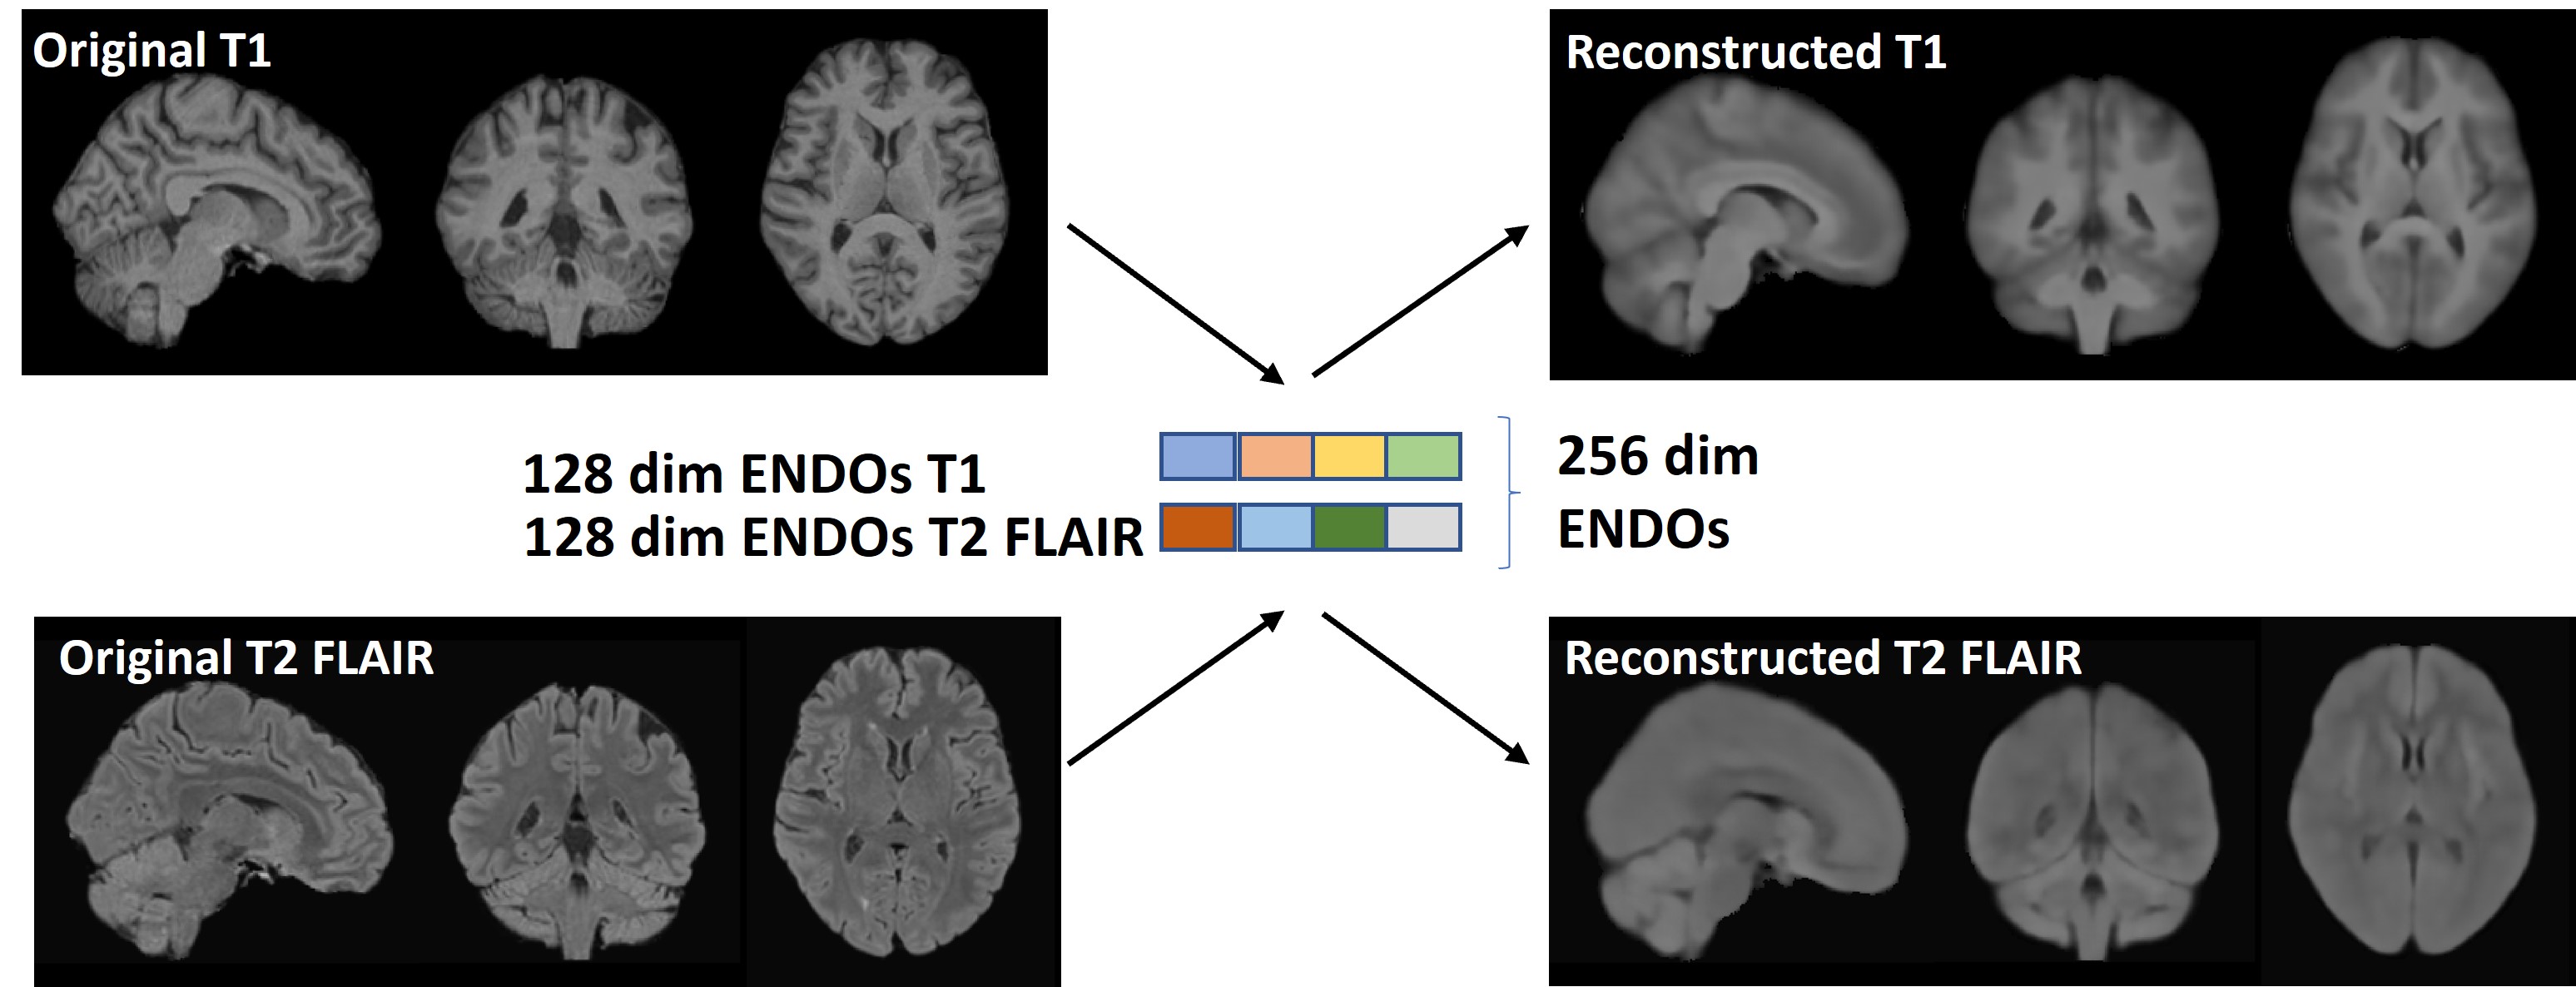 Original T1
Reconstructed T1
128 dim ENDOs T1
128 dim ENDOs T2 FLAIR
256 dim
ENDOs
Original T2 FLAIR
Reconstructed T2 FLAIR